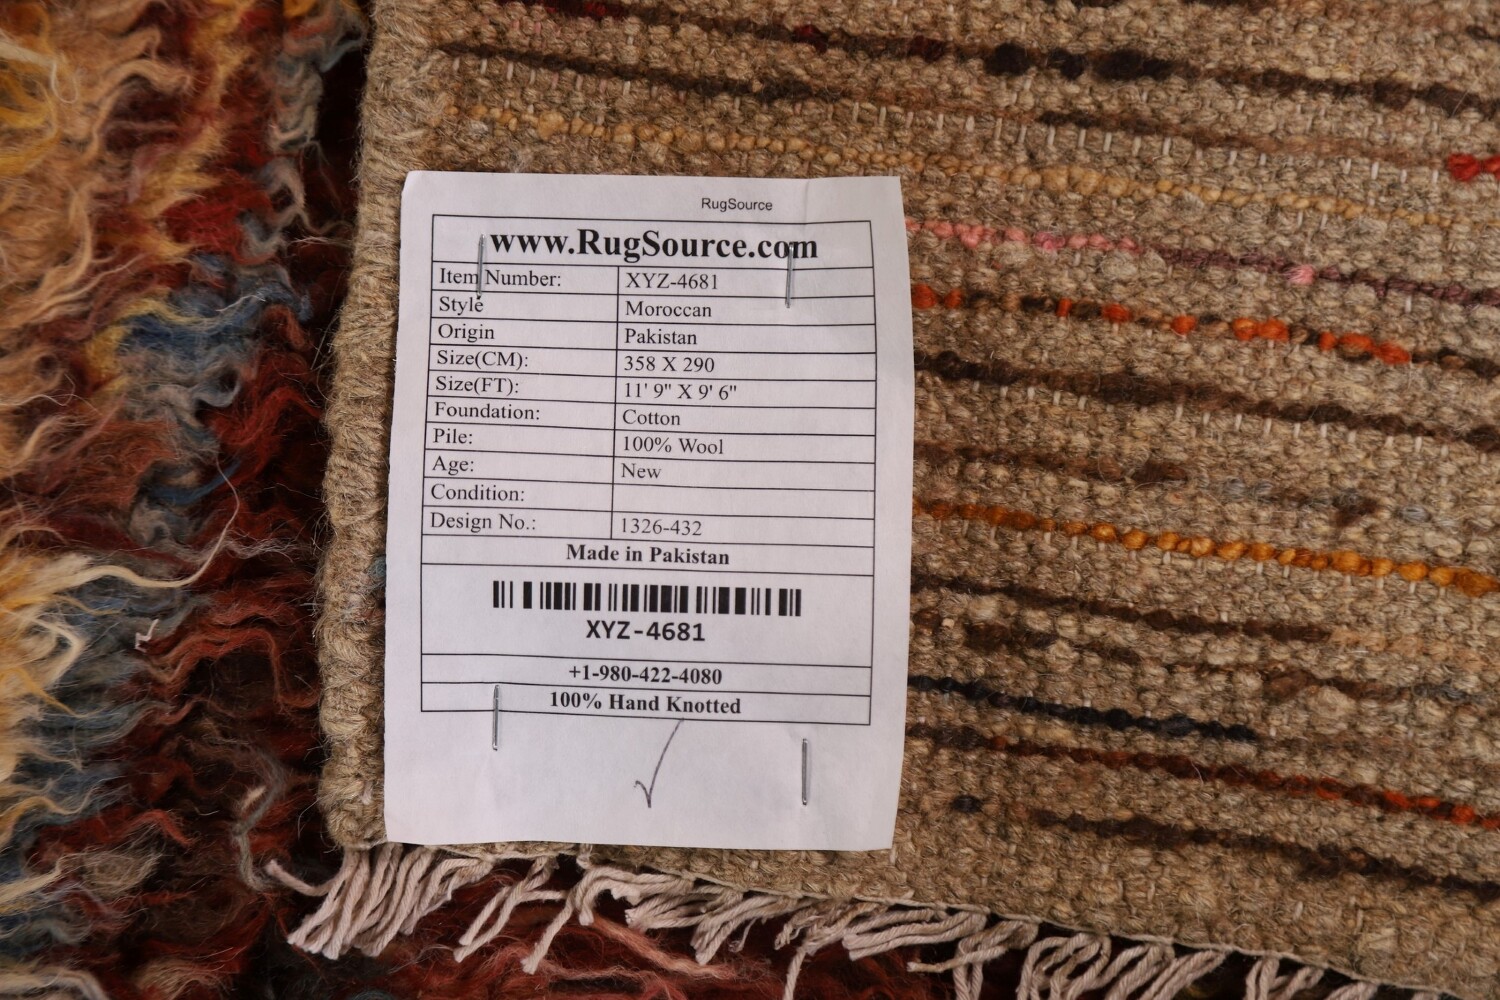 RugSource
www.RugSource.com
Item Number: XYZ-4681
Style Moroccan
Origin Pakistan
Size(CM): 358 X 290
Size(FT): 11' 9" X 9' 6"
Foundation: Cotton
Pile: 100% Wool
Age: New
Condition:
Design No.: 1326-432
Made in Pakistan
XYZ-4681
+1-980-422-4080
100% Hand Knotted